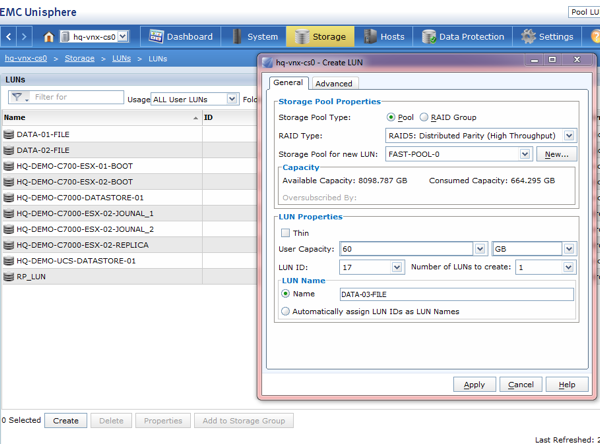 EMC Unisphere
Pool LU
hq-vnx-cs0 Dashboard System Storage Hosts Data Protection Settings
hq-vnx-cs0 > Storage > LUNs > LUNs
LUNs
Filter for Usage ALL User LUNs Fold
Name ID
DATA-01-FILE
DATA-02-FILE
HQ-DEMO-C700-ESX-01-BOOT
HQ-DEMO-C700-ESX-02-BOOT
HQ-DEMO-C7000-DATASTORE-01
HQ-DEMO-C7000-ESX-02-JOUNAL_1
HQ-DEMO-C7000-ESX-02-JOUNAL_2
HQ-DEMO-C7000-ESX-02-REPLICA
HQ-DEMO-UCS-DATASTORE-01
RP_LUN
0 Selected Create Delete Properties Add to Storage Group
Last Refreshed: 2
hq-vnx-cs0 - Create LUN
General Advanced
Storage Pool Properties
Storage Pool Type: Pool RAID Group
RAID Type: RAID5: Distributed Parity (High Throughput)
Storage Pool for new LUN: FAST-POOL-0 New...
Capacity
Available Capacity: 8098.787 GB Consumed Capacity: 664.295 GB
Oversubscribed By:
LUN Properties
Thin
User Capacity: 60 GB
LUN ID: 17 Number of LUNs to create: 1
LUN Name
Name DATA-03-FILE
Automatically assign LUN IDs as LUN Names
Apply Cancel Help